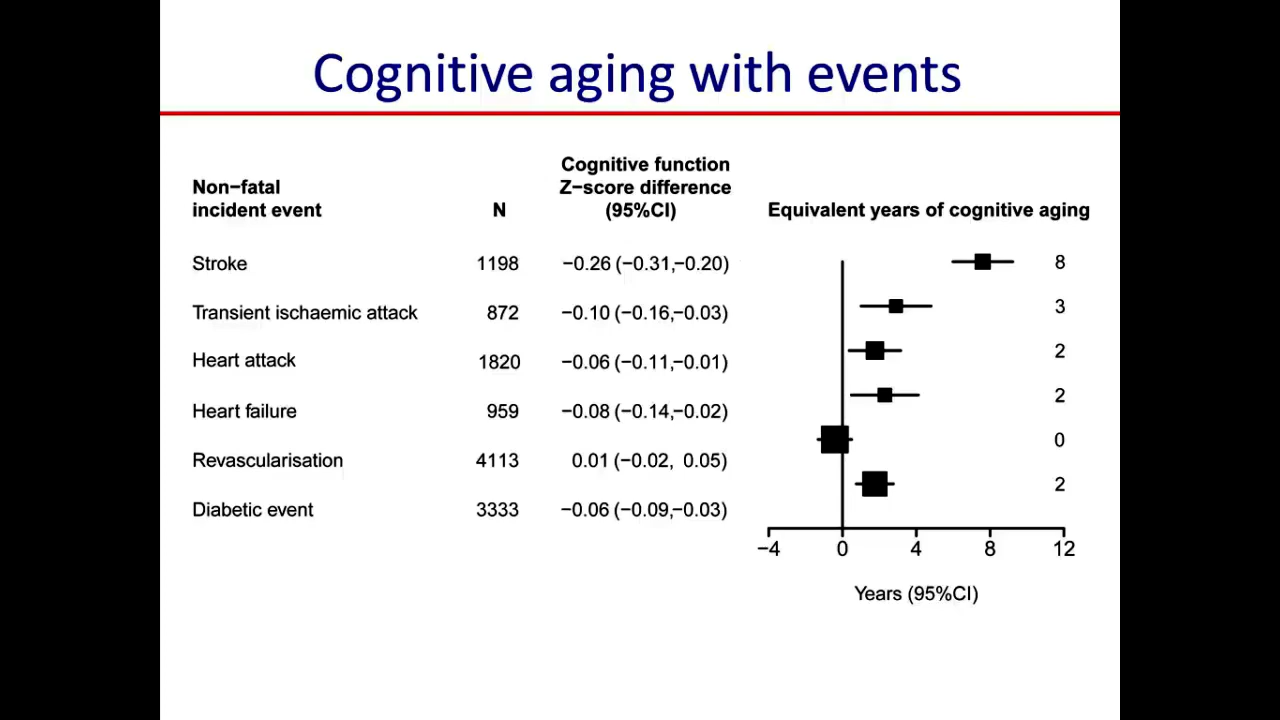 Cognitive aging with events
Cognitive function
Non−fatal Z−score difference
incident event N (95%CI) Equivalent years of cognitive aging
Stroke 1198 −0.26 (−0.31,−0.20) 8
Transient ischaemic attack 872 −0.10 (−0.16,−0.03) 3
Heart attack 1820 −0.06 (−0.11,−0.01) 2
Heart failure 959 −0.08 (−0.14,−0.02) 2
Revascularisation 4113 0.01 (−0.02, 0.05) 0
Diabetic event 3333 −0.06 (−0.09,−0.03) 2
−4 0 4 8 12
Years (95%CI)